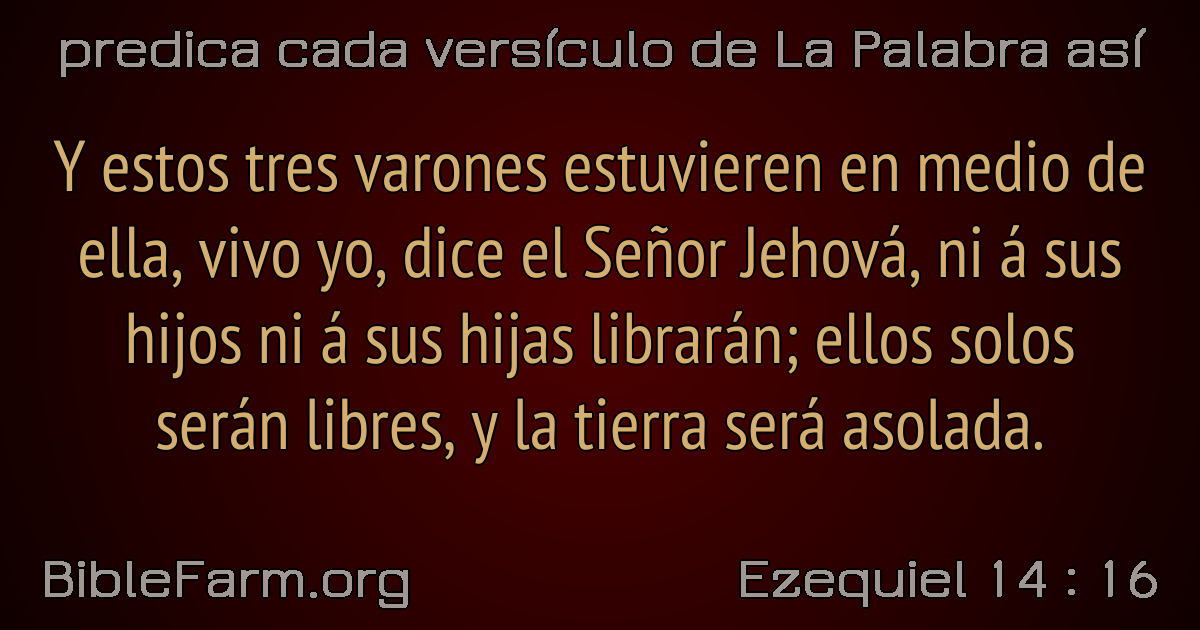 predica cada versículo de La Palabra así
Y estos tres varones estuvieren en medio de
ella, vivo yo, dice el Señor Jehová, ni á sus
hijos ni á sus hijas librarán; ellos solos
serán libres, y la tierra será asolada.
BibleFarm.org
Ezequiel 14 : 16